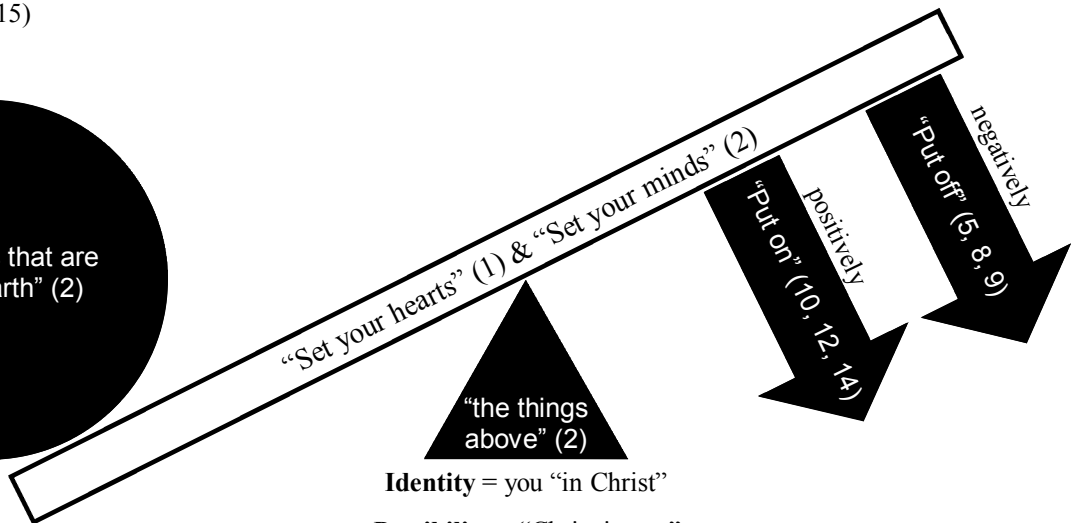 15)
that are
rth” (2)
“Set your hearts” (1) & “Set your minds” (2)
“Put on” (10, 12, 14)
positively
“Put off” (5, 8, 9)
negatively
“the things
above” (2)
Identity = you “in Christ”